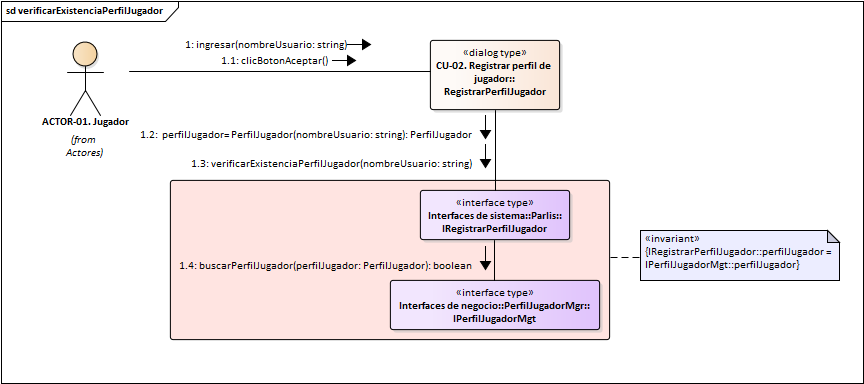 sd verificarExistenciaPerfilJugador
1: ingresar(nombreUsuario: string)
1.1: clicBotonAceptar()
«dialog type»
CU-02. Registrar perfil de
jugador::
RegistrarPerfilJugador
ACTOR-01. Jugador
(from
Actores)
1.2: perfilJugador= PerfilJugador(nombreUsuario: string): PerfilJugador
1.3: verificarExistenciaPerfilJugador(nombreUsuario: string)
«interface type»
Interfaces de sistema::Parlis::
IRegistrarPerfilJugador
«invariant»
{IRegistrarPerfilJugador::perfilJugador =
IPerfilJugadorMgt::perfilJugador}
1.4: buscarPerfilJugador(perfilJugador: PerfilJugador): boolean
«interface type»
Interfaces de negocio::PerfilJugadorMgr::
IPerfilJugadorMgt